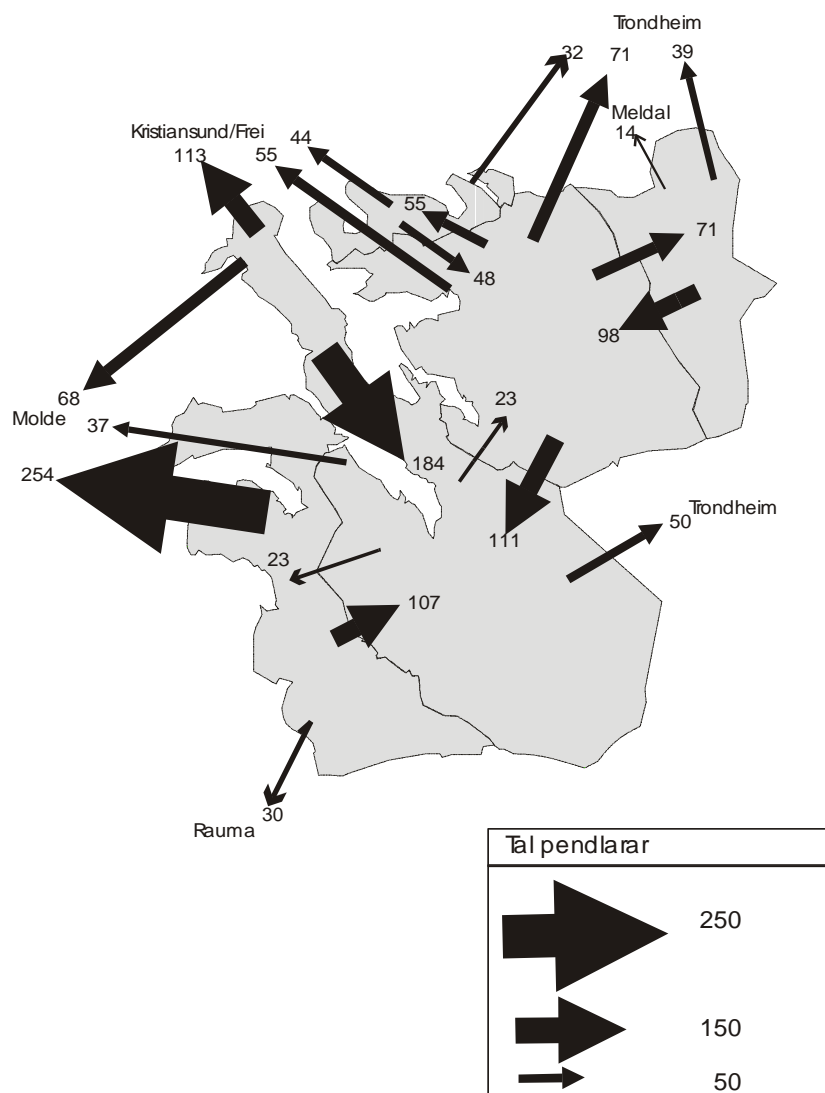 Trondheim
32 71 39
Meldal
14
Kristiansund/Frei
44
113 55
55
71
48
98
68
23
Molde 37
184
254
50 Trondheim
111
23
107
30
Rauma
Tal pendlarar
250
150
50